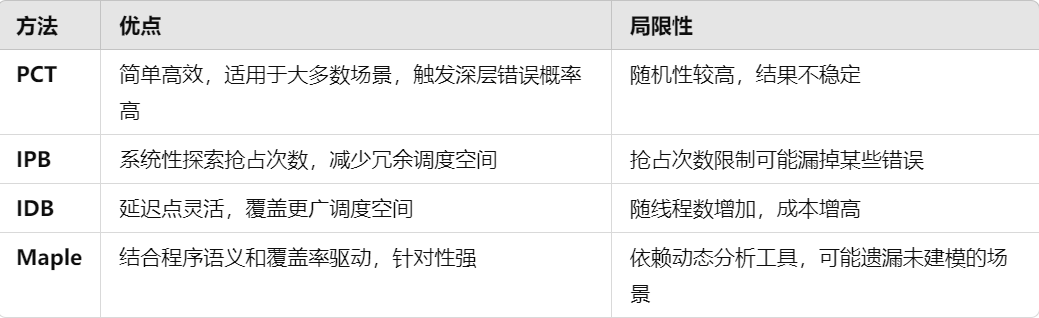 方法 优点 局限性
PCT 简单高效，适用于大多数场景，触发深层错误概率 随机性较高，结果不稳定
高
IPB 系统性探索抢占次数，减少冗余调度空间 抢占次数限制可能漏掉某些错误
IDB 延迟点灵活，覆盖更广调度空间 随线程数增加，成本增高
Maple 结合程序语义和覆盖率驱动，针对性强 依赖动态分析工具，可能遗漏未建模的场
景